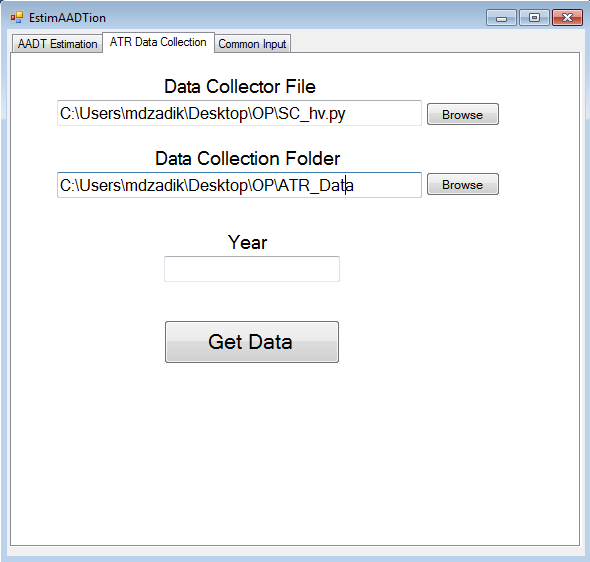 EstimAADTion
AADT Estimation ATR Data Collection Common Input
Data Collector File
C:\Users\mdzadik\Desktop\OP\SC_hv.py Browse
Data Collection Folder
C:\Users\mdzadik\Desktop\OP\ATR_Data Browse
Year
Get Data